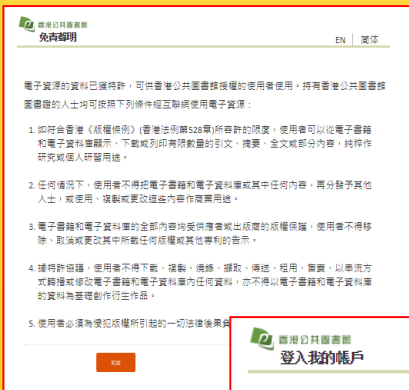 香港公共圖書館
免責聲明
EN 简体
電子資源的資料已獲特許，可供香港公共圖書館授權的使用者使用。持有香港公共圖書館
圖書證的人士均可按照下列條件經互聯網使用電子資源：
1. 如符合香港《版權條例》(香港法例第528章)所容許的限度，使用者可以從電子書籍
和電子資料庫顯示、下載或列印有限數量的引文、摘要、全文或部分內容，純粹作
研究或個人研習用途。
2. 任何情況下，使用者不得把電子書籍和電子資料庫或其中任何內容，再分發予其他
人士，或使用、複製或更改這些內容作商業用途。
3. 電子書籍和電子資料庫的全部內容均受供應者或出版商的版權保護，使用者不得移
除、取消或更改其中所載任何版權或其他專利的告示。
4. 據特許協議，使用者不得下載、複製、燒錄、擷取、傳送、租用、售賣、以串流方
式轉播或修改電子書籍和電子資料庫內任何資料，亦不得以電子書籍和電子資料庫
的資料為基礎創作衍生作品。
5. 使用者必須為侵犯版權所引起的一切法律後果負
香港公共圖書館
登入我的帳戶